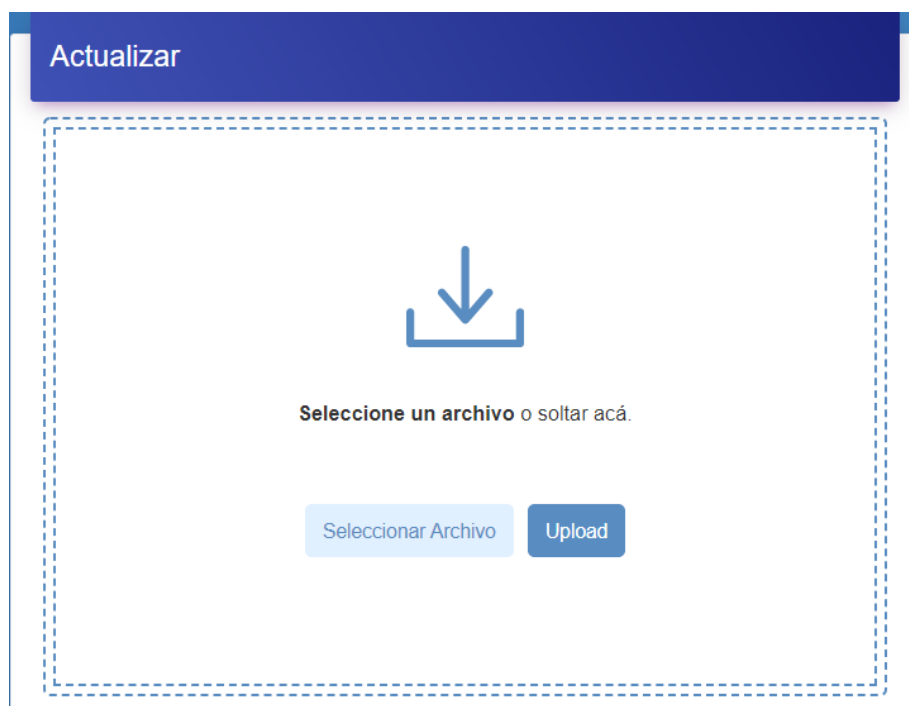 Actualizar
Seleccione un archivo o soltar acá.
Seleccionar Archivo
Upload